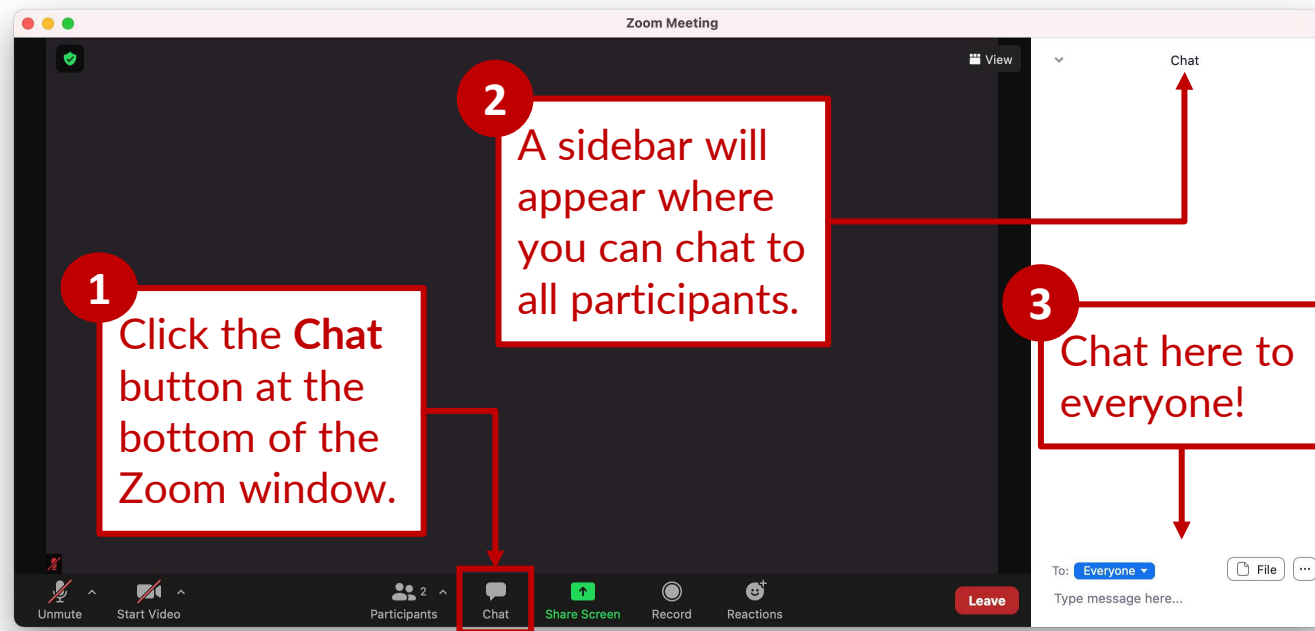 Zoom Meeting
View
Chat
2
A sidebar will
appear where
you can chat to
all participants.
1
Click the Chat
button at the
bottom of the
Zoom window.
3
Chat here to
everyone!
To: Everyone
File
Type message here...
Unmute
Start Video
2
Participants
Chat
Share Screen
Record
Reactions
Leave